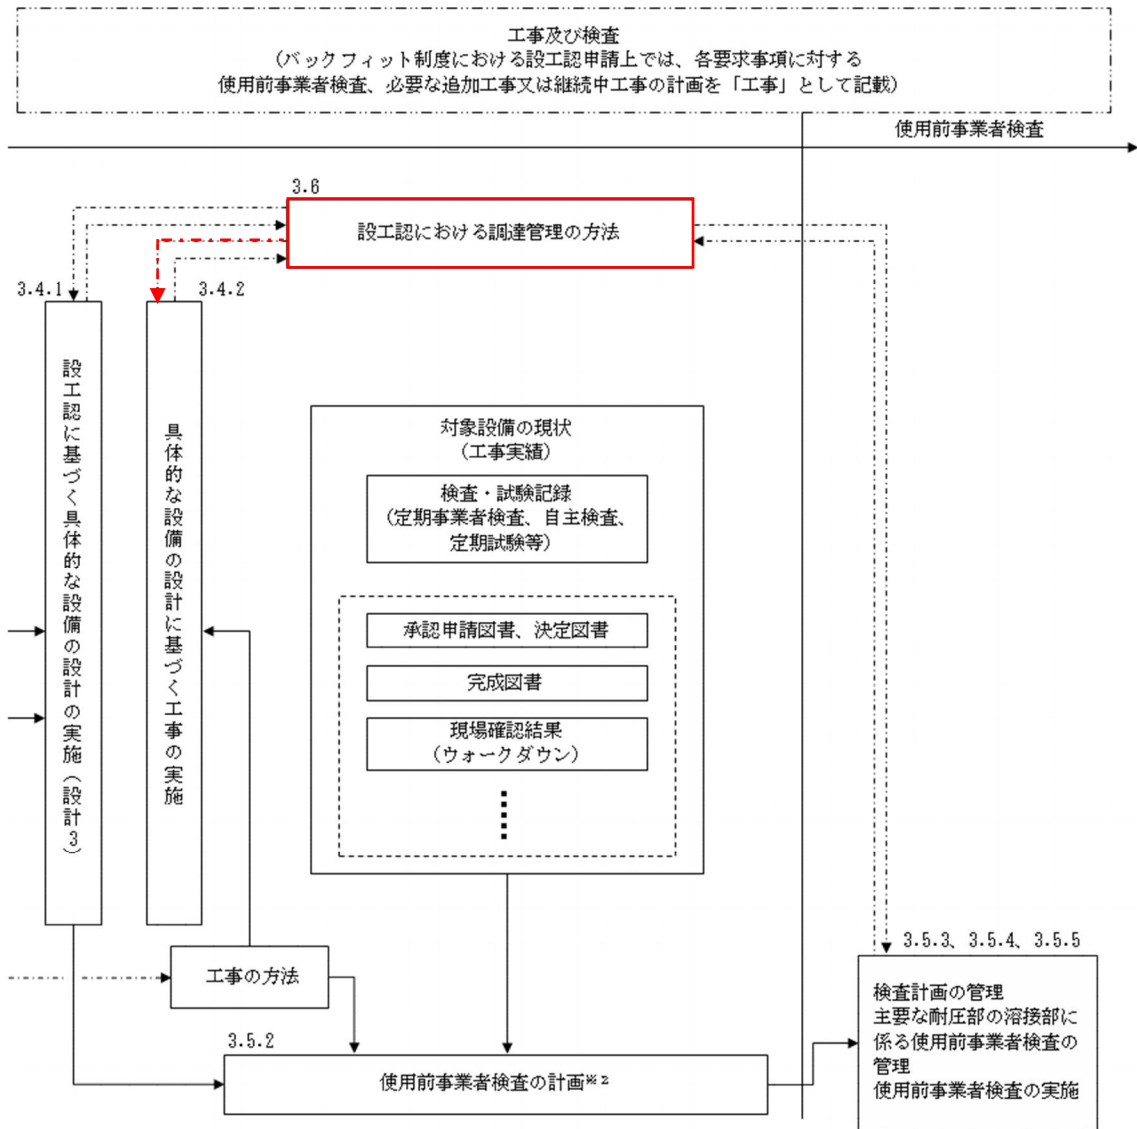 工事及び検査
（バックフィット制度における設工認申請上では、各要求事項に対する
使用前事業者検査、必要な追加工事又は継続中工事の計画を「工事」として記載）
使用前事業者検査
3.6
設工認における調達管理の方法
3.4.1
3.4.2
設工認に基づく具体的な設備の設計の実施（設計3）
具体的な設備の設計に基づく工事の実施
対象設備の現状
（工事実績）
検査・試験記録
（定期事業者検査、自主検査、
定期試験等）
承認申請図書、決定図書
完成図書
現場確認結果
（ウォークダウン）
工事の方法
3.5.2
使用前事業者検査の計画※2
3.5.3、3.5.4、3.5.5
検査計画の管理
主要な耐圧部の溶接部に
係る使用前事業者検査の
管理
使用前事業者検査の実施